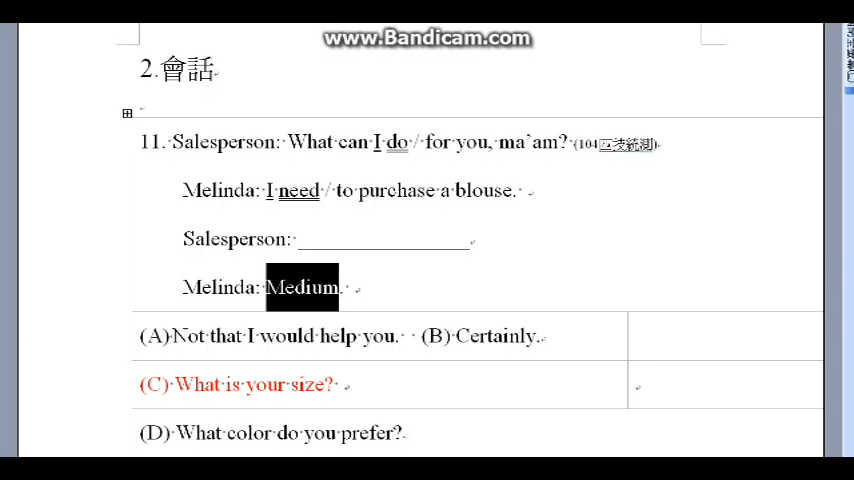 www.Bandicam.com
2.會話
11. Salesperson: What can I do / for you, ma’am? (104四技統測)
Melinda: I need / to purchase a blouse.
Salesperson: ____________________
Melinda: Medium.
(A) Not that I would help you. (B) Certainly.
(C) What is your size?
(D) What color do you prefer?